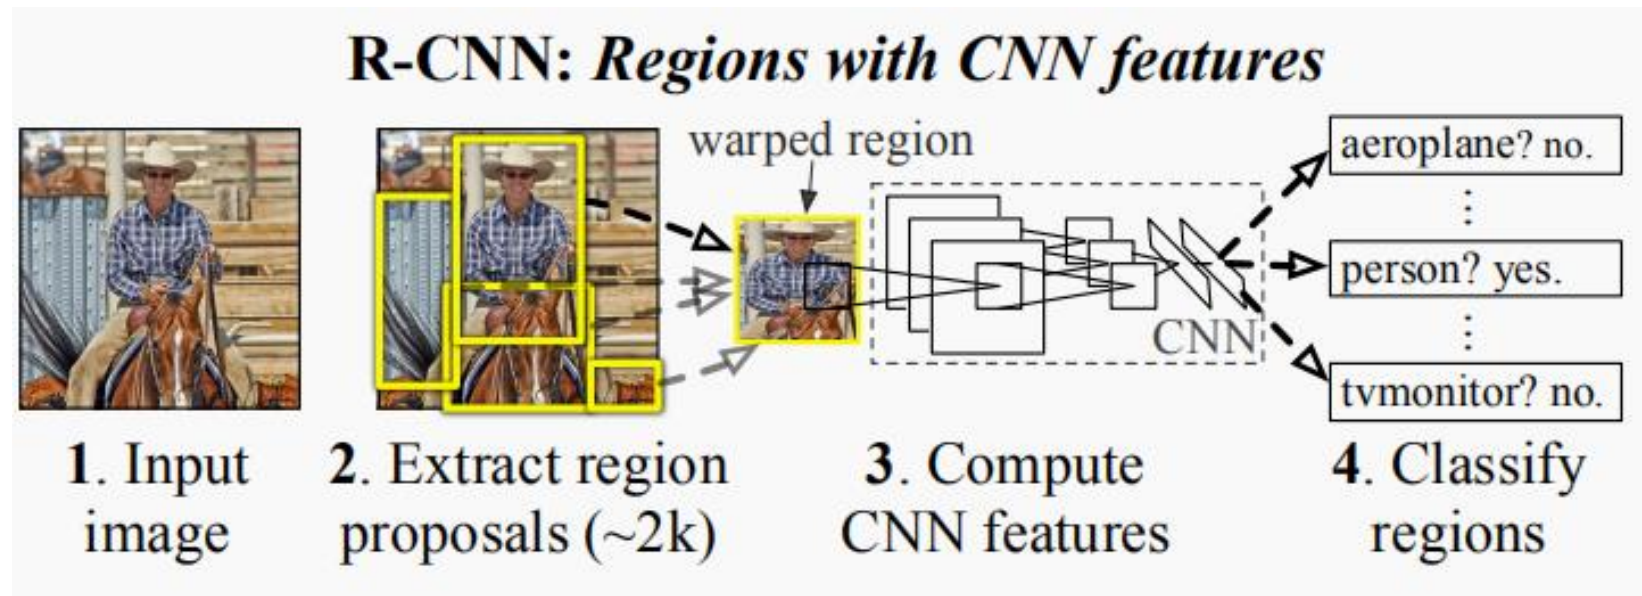 R-CNN: Regions with CNN features
warped region
aeroplane? no.
⋮
person? yes.
⋮
tvmonitor? no.
CNN
1. Input
image
2. Extract region
proposals (~2k)
3. Compute
CNN features
4. Classify
regions